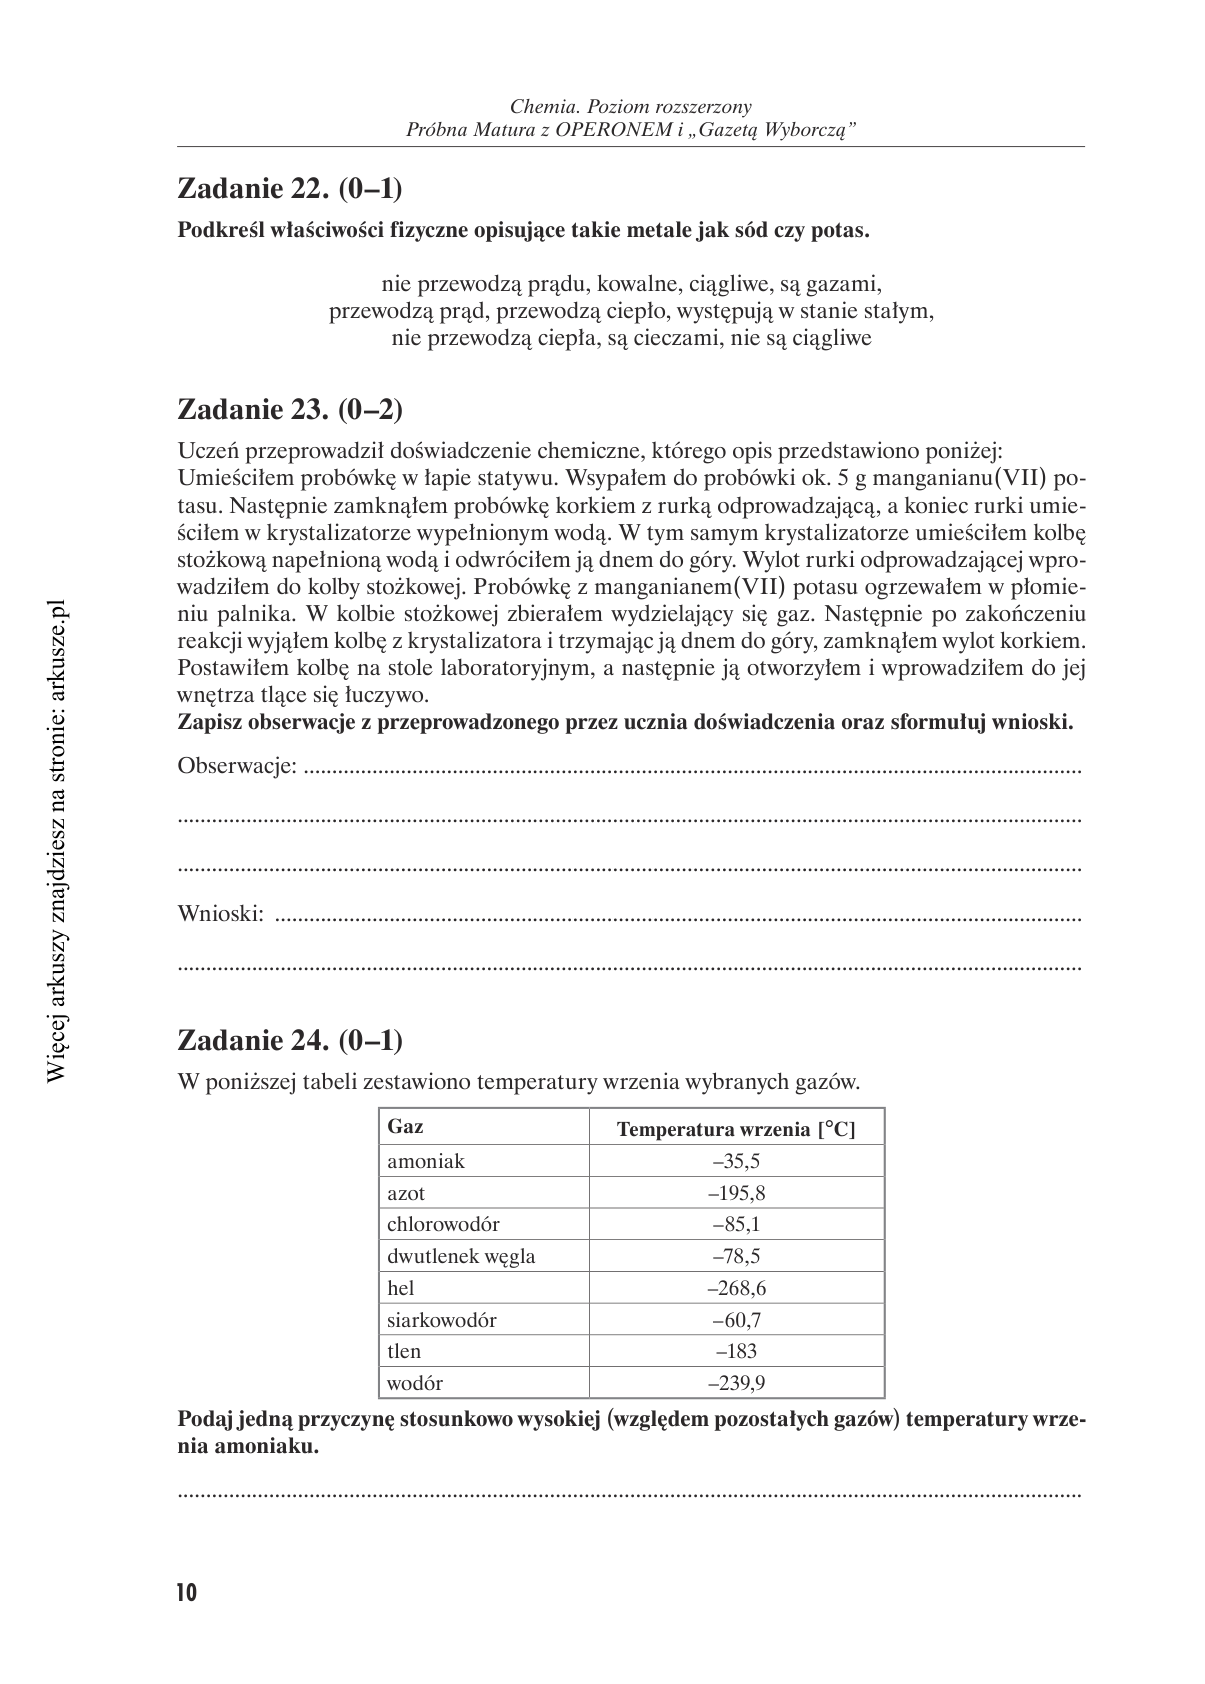 Chemia. Poziom rozszerzony
Próbna Matura z OPERONEM i „Gazetą Wyborczą”
Zadanie 22. (0–1)
Podkreśl właściwości fizyczne opisujące takie metale jak sód czy potas.
nie przewodzą prądu, kowalne, ciągliwe, są gazami,
przewodzą prąd, przewodzą ciepło, występują w stanie stałym,
nie przewodzą ciepła, są cieczami, nie są ciągliwe
Zadanie 23. (0–2)
Uczeń przeprowadził doświadczenie chemiczne, którego opis przedstawiono poniżej:
Umieściłem probówkę w łapie statywu. Wsypałem do probówki ok. 5 g manganianu(VII) po-
tasu. Następnie zamknąłem probówkę korkiem z rurką odprowadzającą, a koniec rurki umie-
ściłem w krystalizatorze wypełnionym wodą. W tym samym krystalizatorze umieściłem kolbę
stożkową napełnioną wodą i odwróciłem ją dnem do góry. Wylot rurki odprowadzającej wpro-
wadziłem do kolby stożkowej. Probówkę z manganianem(VII) potasu ogrzewałem w płomie-
niu palnika. W kolbie stożkowej zbierałem wydzielający się gaz. Następnie po zakończeniu
reakcji wyjąłem kolbę z krystalizatora i trzymając ją dnem do góry, zamknąłem wylot korkiem.
Postawiłem kolbę na stole laboratoryjnym, a następnie ją otworzyłem i wprowadziłem do jej
wnętrza tlące się łuczywo.
Zapisz obserwacje z przeprowadzonego przez ucznia doświadczenia oraz sformułuj wnioski.
Obserwacje: ........................................................................
........................................................................
........................................................................
Wnioski: ........................................................................
........................................................................
Zadanie 24. (0–1)
W poniższej tabeli zestawiono temperatury wrzenia wybranych gazów.
Gaz Temperatura wrzenia [°C]
amoniak –35,5
azot –195,8
chlorowodór –85,1
dwutlenek węgla –78,5
hel –268,6
siarkowodór –60,7
tlen –183
wodór –239,9
Podaj jedną przyczynę stosunkowo wysokiej (względem pozostałych gazów) temperatury wrze-
nia amoniaku.
........................................................................
10
Więcej arkuszy znajdziesz na stronie: arkusze.pl